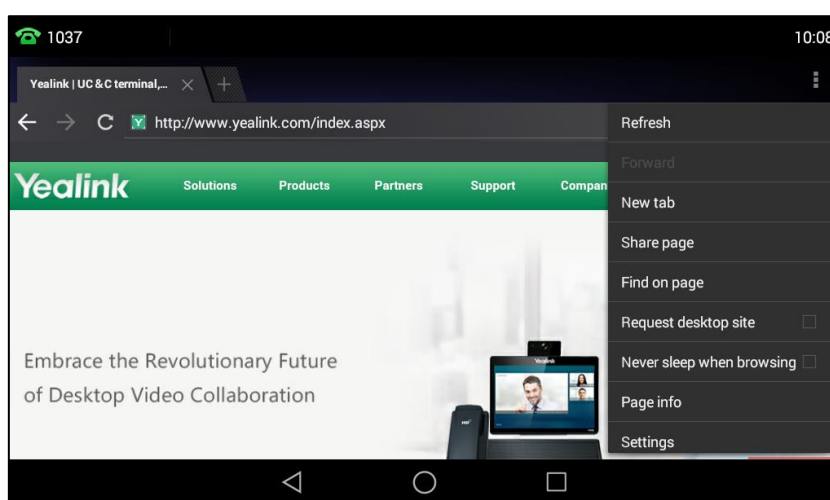 1037
10:08
Yealink | UC & C terminal,...
http://www.yealink.com/index.aspx
Yealink
Solutions Products Partners Support Compan
Embrace the Revolutionary Future
of Desktop Video Collaboration
Yealink
Refresh
Forward
New tab
Share page
Find on page
Request desktop site
Never sleep when browsing
Page info
Settings